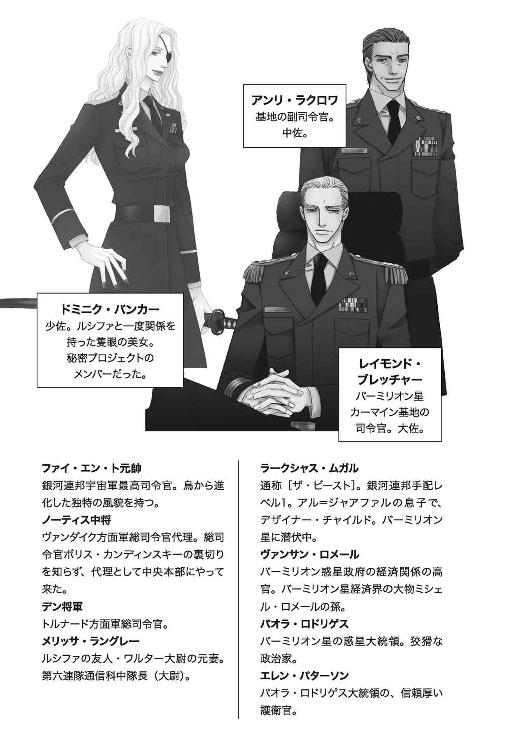 アンリ・ラクロワ
基地の副司令官。
中佐。
ドミニク・バンカー
少佐。ルシファと一度関係を
持った隻眼の美女。
秘密プロジェクトの
メンバーだった。
レイモンド・
ブレッチャー
バーミリオン星
カーマイン基地の
司令官。大佐。
ファイ・エン・ト元帥
銀河連邦宇宙軍最高司令官。鳥から進
化した独特の風貌を持つ。
ノーティス中将
ヴァンダイク方面軍総司令官代理。総司
令官ボリス・カンディンスキーの裏切り
を知らず、代理として中央本部にやって
来た。
デン将軍
トルナード方面軍総司令官。
メリッサ・ラングレー
ルシファの友人・ワルター大尉の元妻。
第六連隊通信科中隊長（大尉）。
ラークシャス・ムガル
通称［ザ・ビースト］。銀河連邦手配レ
ベル1。アル＝ジャアファルの息子で、
デザイナー・チャイルド。バーミリオン
星に潜伏中。
ヴァンサン・ロメール
バーミリオン惑星政府の経済関係の高
官。バーミリオン星経済界の大物ミシェ
ル・ロメールの孫。
パオラ・ロドリゲス
バーミリオン星の惑星大統領。狡猾な
政治家。
エレン・パターソン
パオラ・ロドリゲス大統領の、信頼厚い
護衛官。